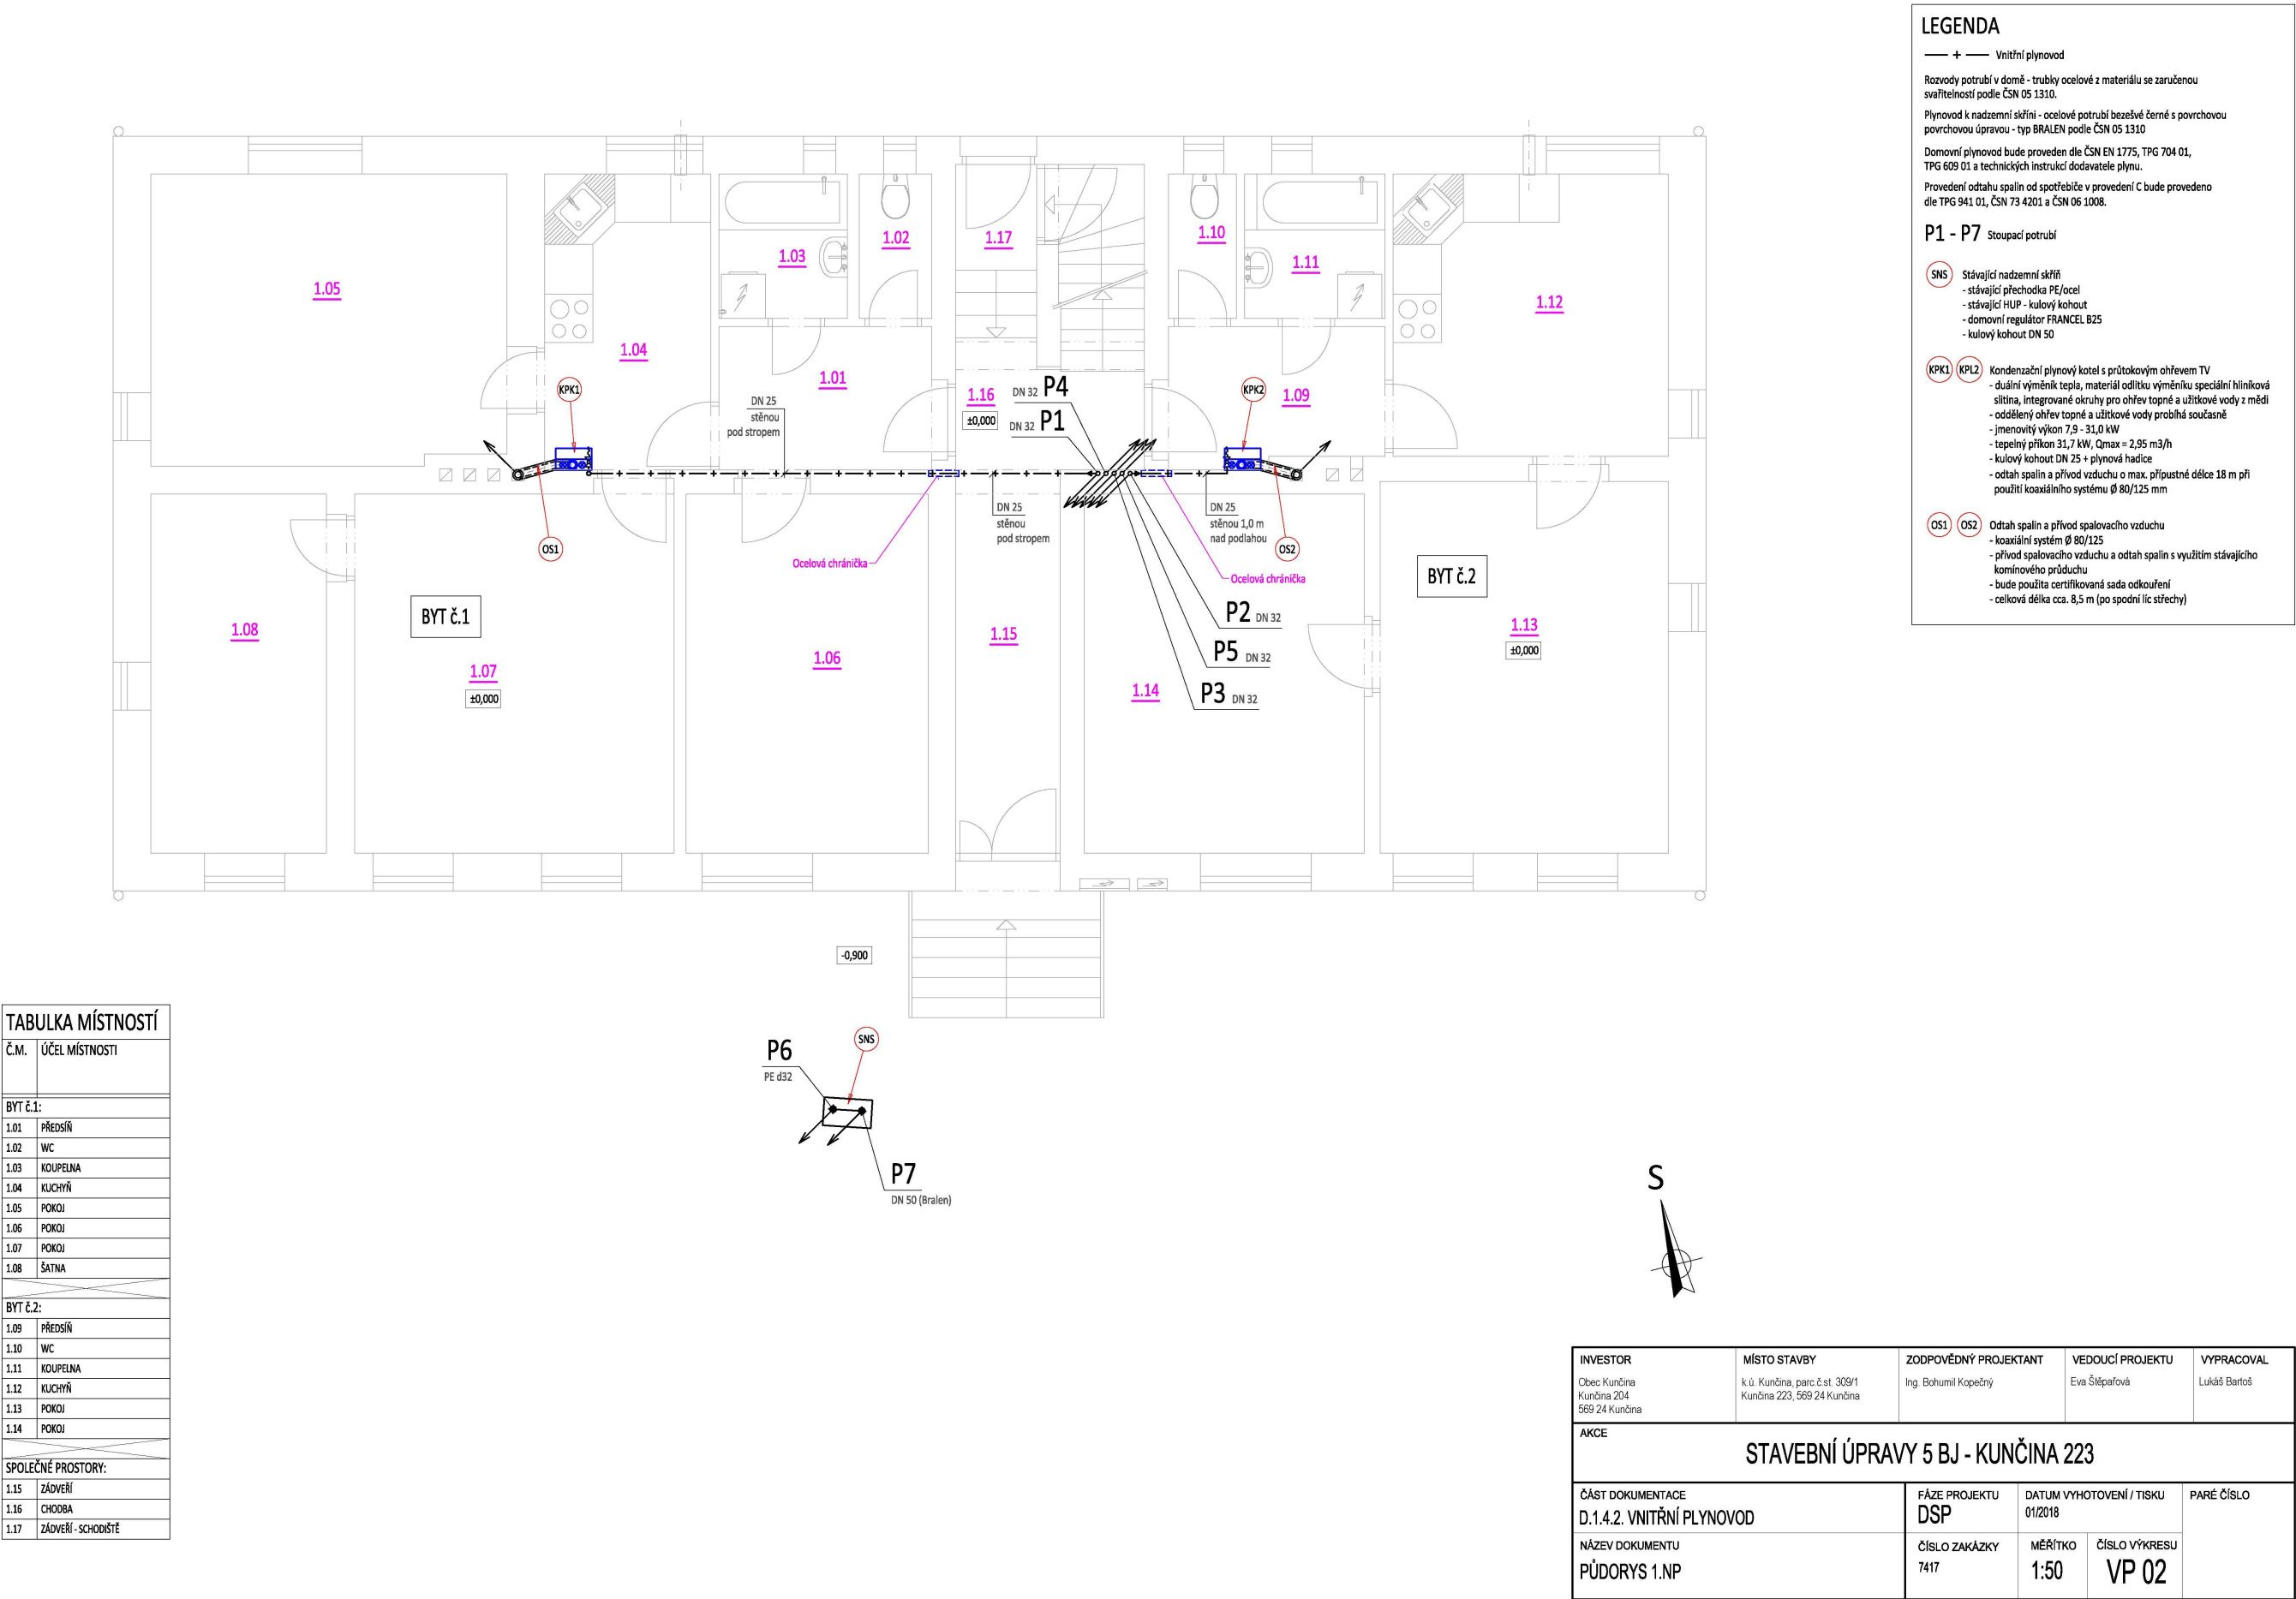 LEGENDA
Vnitřní plynovod
Rozvody potrubí v domě - trubky ocelové z materiálu se zaručenou
svařitelností podle ČSN 05 1310.
Plynovod k nadzemní skříni - ocelové potrubí bezešvé černé s povrchovou
povrchovou úpravou - typ BRALEN podle ČSN 05 1310
Domovní plynovod bude proveden dle ČSN EN 1775, TPG 704 01,
TPG 609 01 a technických instrukcí dodavatele plynu.
Provedení odtahu spalin od spotřebiče v provedení C bude provedeno
dle TPG 941 01, ČSN 73 4201 a ČSN 06 1008.
P1 - P7 Stoupací potrubí
SNS Stávající nadzemní skříň
- stávající přechodka PE/ocel
- stávající HUP - kulový kohout
- domovní regulátor FRANCEL B25
- kulový kohout DN 50
KPK1 KPL2 Kondenzační plynový kotel s průtokovým ohřevem TV
- duální výměník tepla, materiál odlitku výměníku speciální hliníková
slitina, integrované okruhy pro ohřev topné a užitkové vody z mědi
- oddělený ohřev topné a užitkové vody probíhá současně
- jmenovitý výkon 7,9 - 31,0 kW
- tepelný příkon 31,7 kW, Qmax = 2,95 m3/h
- kulový kohout DN 25 + plynová hadice
- odtah spalin a přívod vzduchu o max. přípustné délce 18 m při
použití koaxiálního systému Ø 80/125 mm
OS1 OS2 Odtah spalin a přívod spalovacího vzduchu
- koaxiální systém Ø 80/125
- přívod spalovacího vzduchu a odtah spalin s využitím stávajícího
komínového průduchu
- bude použita certifikovaná sada odkouření
- celková délka cca. 8,5 m (po spodní líc střechy)
1.05
1.04
1.03
1.02
1.17
1.10
1.11
1.12
1.01
1.16
±0,000
1.09
KPK1
KPK2
DN 32 P4
DN 32 P1
DN 25
stěnou
pod stropem
DN 25
stěnou
pod stropem
DN 25
stěnou 1,0 m
nad podlahou
OS1
OS2
Ocelová chránička
Ocelová chránička
BYT č.1
BYT č.2
P2 DN 32
P5 DN 32
P3 DN 32
1.08
1.07
±0,000
1.06
1.15
1.14
1.13
±0,000
-0,900
SNS
P6
PE d32
P7
DN 50 (Bralen)
S
TABULKA MÍSTNOSTÍ
Č.M. ÚČEL MÍSTNOSTI
BYT č.1:
1.01 PŘEDSÍŇ
1.02 WC
1.03 KOUPELNA
1.04 KUCHYŇ
1.05 POKOJ
1.06 POKOJ
1.07 POKOJ
1.08 ŠATNA
BYT č.2:
1.09 PŘEDSÍŇ
1.10 WC
1.11 KOUPELNA
1.12 KUCHYŇ
1.13 POKOJ
1.14 POKOJ
SPOLEČNÉ PROSTORY:
1.15 ZÁDVEŘÍ
1.16 CHODBA
1.17 ZÁDVEŘÍ - SCHODIŠTĚ
INVESTOR
Obec Kunčina
Kunčina 204
569 24 Kunčina
MÍSTO STAVBY
k.ú. Kunčina, parc.č.st. 309/1
Kunčina 223, 569 24 Kunčina
ZODPOVĚDNÝ PROJEKTANT
Ing. Bohumil Kopečný
VEDOUCÍ PROJEKTU
Eva Štěpařová
VYPRACOVAL
Lukáš Bartoš
AKCE
STAVEBNÍ ÚPRAVY 5 BJ - KUNČINA 223
ČÁST DOKUMENTACE
D.1.4.2. VNITŘNÍ PLYNOVOD
FÁZE PROJEKTU
DSP
DATUM VYHOTOVENÍ / TISKU
01/2018
PARÉ ČÍSLO
NÁZEV DOKUMENTU
PŮDORYS 1.NP
ČÍSLO ZAKÁZKY
7417
MĚŘÍTKO
1:50
ČÍSLO VÝKRESU
VP 02